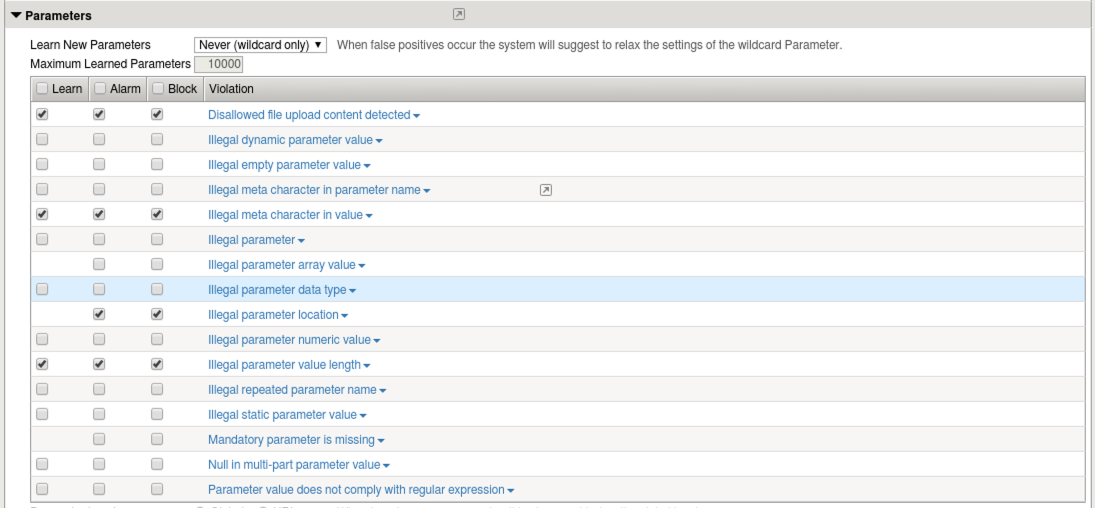 Parameters
Learn New Parameters Never (wildcard only) When false positives occur the system will suggest to relax the settings of the wildcard Parameter.
Maximum Learned Parameters 10000
Learn Alarm Block Violation
Disallowed file upload content detected
Illegal dynamic parameter value
Illegal empty parameter value
Illegal meta character in parameter name
Illegal meta character in value
Illegal parameter
Illegal parameter array value
Illegal parameter data type
Illegal parameter location
Illegal parameter numeric value
Illegal parameter value length
Illegal repeated parameter name
Illegal static parameter value
Mandatory parameter is missing
Null in multi-part parameter value
Parameter value does not comply with regular expression